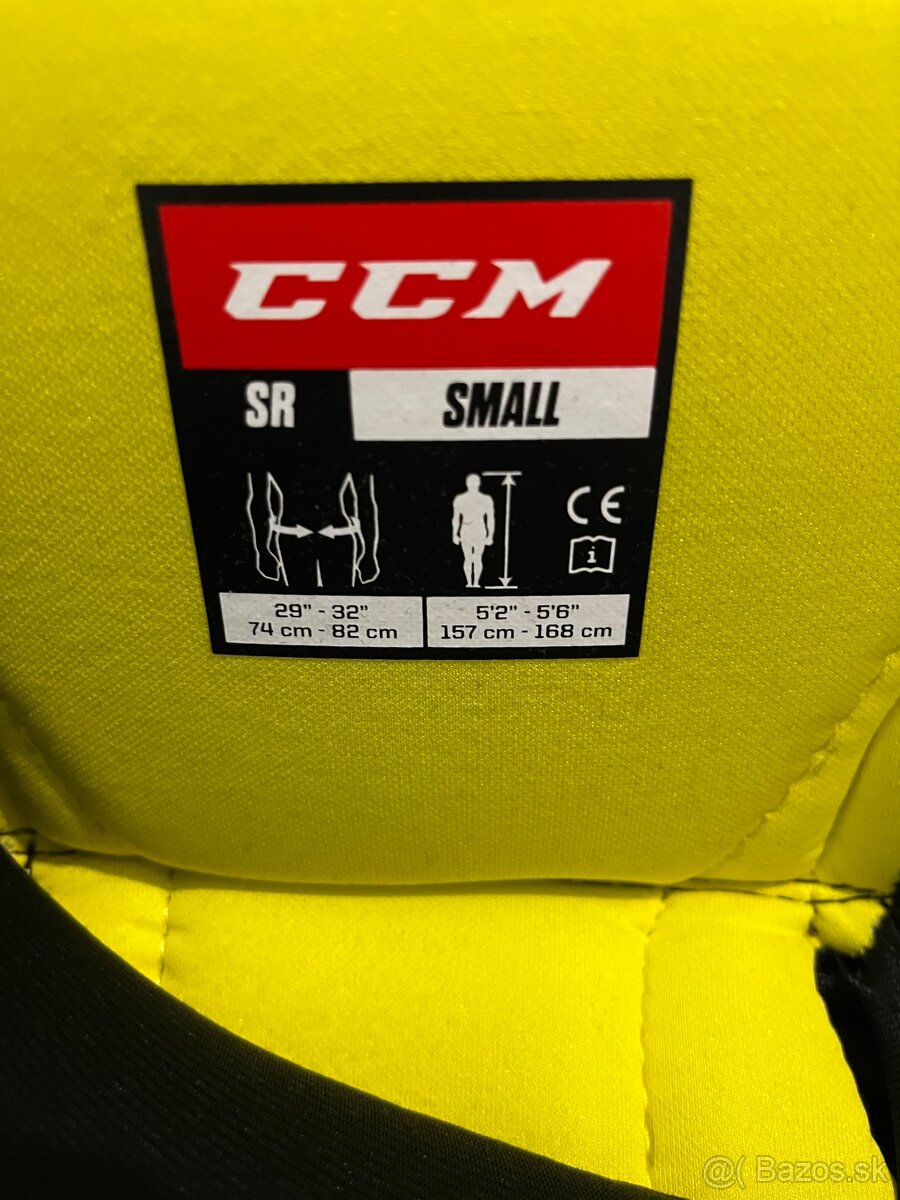 CCM
SR SMALL
CE
i
29" - 32"
74 cm - 82 cm
5'2" - 5'6"
157 cm - 168 cm
@( Bazos.sk